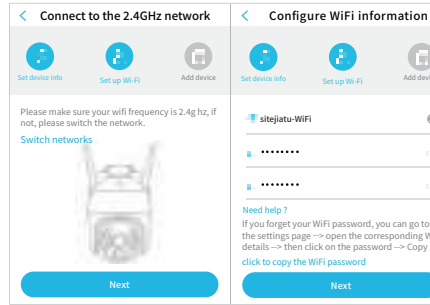 Connect to the 2.4GHz network
Set device info
Set up Wi-Fi
Add device
Please make sure your wifi frequency is 2.4g hz, if
not, please switch the network.
Switch networks
Next
Configure WiFi information
Set device info
Set up Wi-Fi
Add
sitejiatu-WiFi
••••••••
••••••••
Need help ?
If you forget your WiFi password, you can go to
the settings page --> open the corresponding
details --> then click on the password --> Copy
click to copy the WiFi password
Next